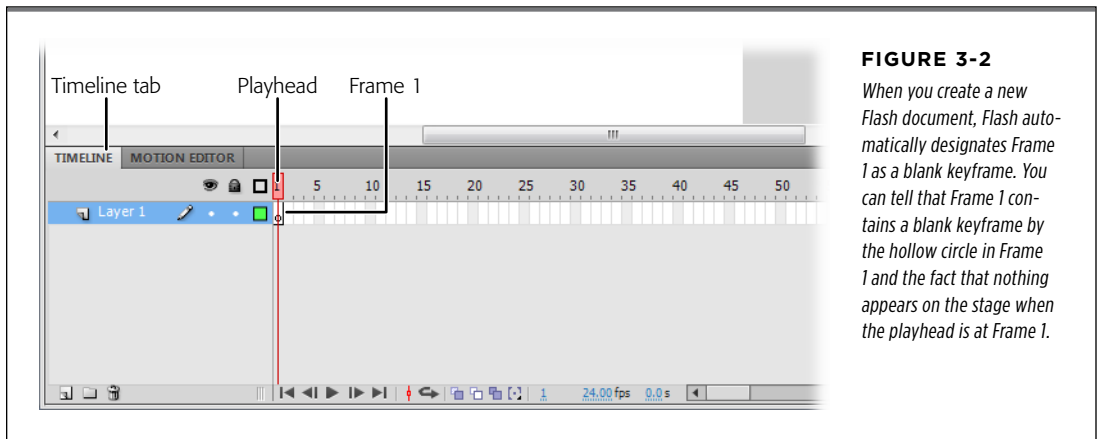 Timeline tab Playhead Frame 1
TIMELINE MOTION EDITOR
1 5 10 15 20 25 30 35 40 45 50
Layer 1
1 24.00 fps 0.0 s
FIGURE 3-2
When you create a new
Flash document, Flash auto-
matically designates Frame
1 as a blank keyframe. You
can tell that Frame 1 con-
tains a blank keyframe by
the hollow circle in Frame
1 and the fact that nothing
appears on the stage when
the playhead is at Frame 1.